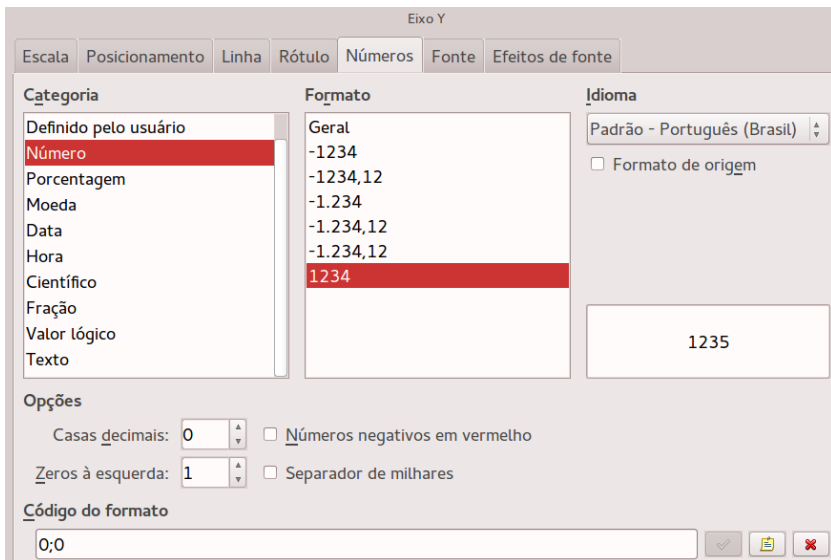 Eixo Y
Escala Posicionamento Linha Rótulo Números Fonte Efeitos de fonte
Categoria
Definido pelo usuário
Número
Porcentagem
Moeda
Data
Hora
Científico
Fração
Valor lógico
Texto
Formato
Geral
-1234
-1234,12
-1.234
-1.234,12
-1.234,12
1234
Idioma
Padrão - Português (Brasil)
Formato de origem
1235
Opções
Casas decimais: 0 Números negativos em vermelho
Zeros à esquerda: 1 Separador de milhares
Código do formato
0;0